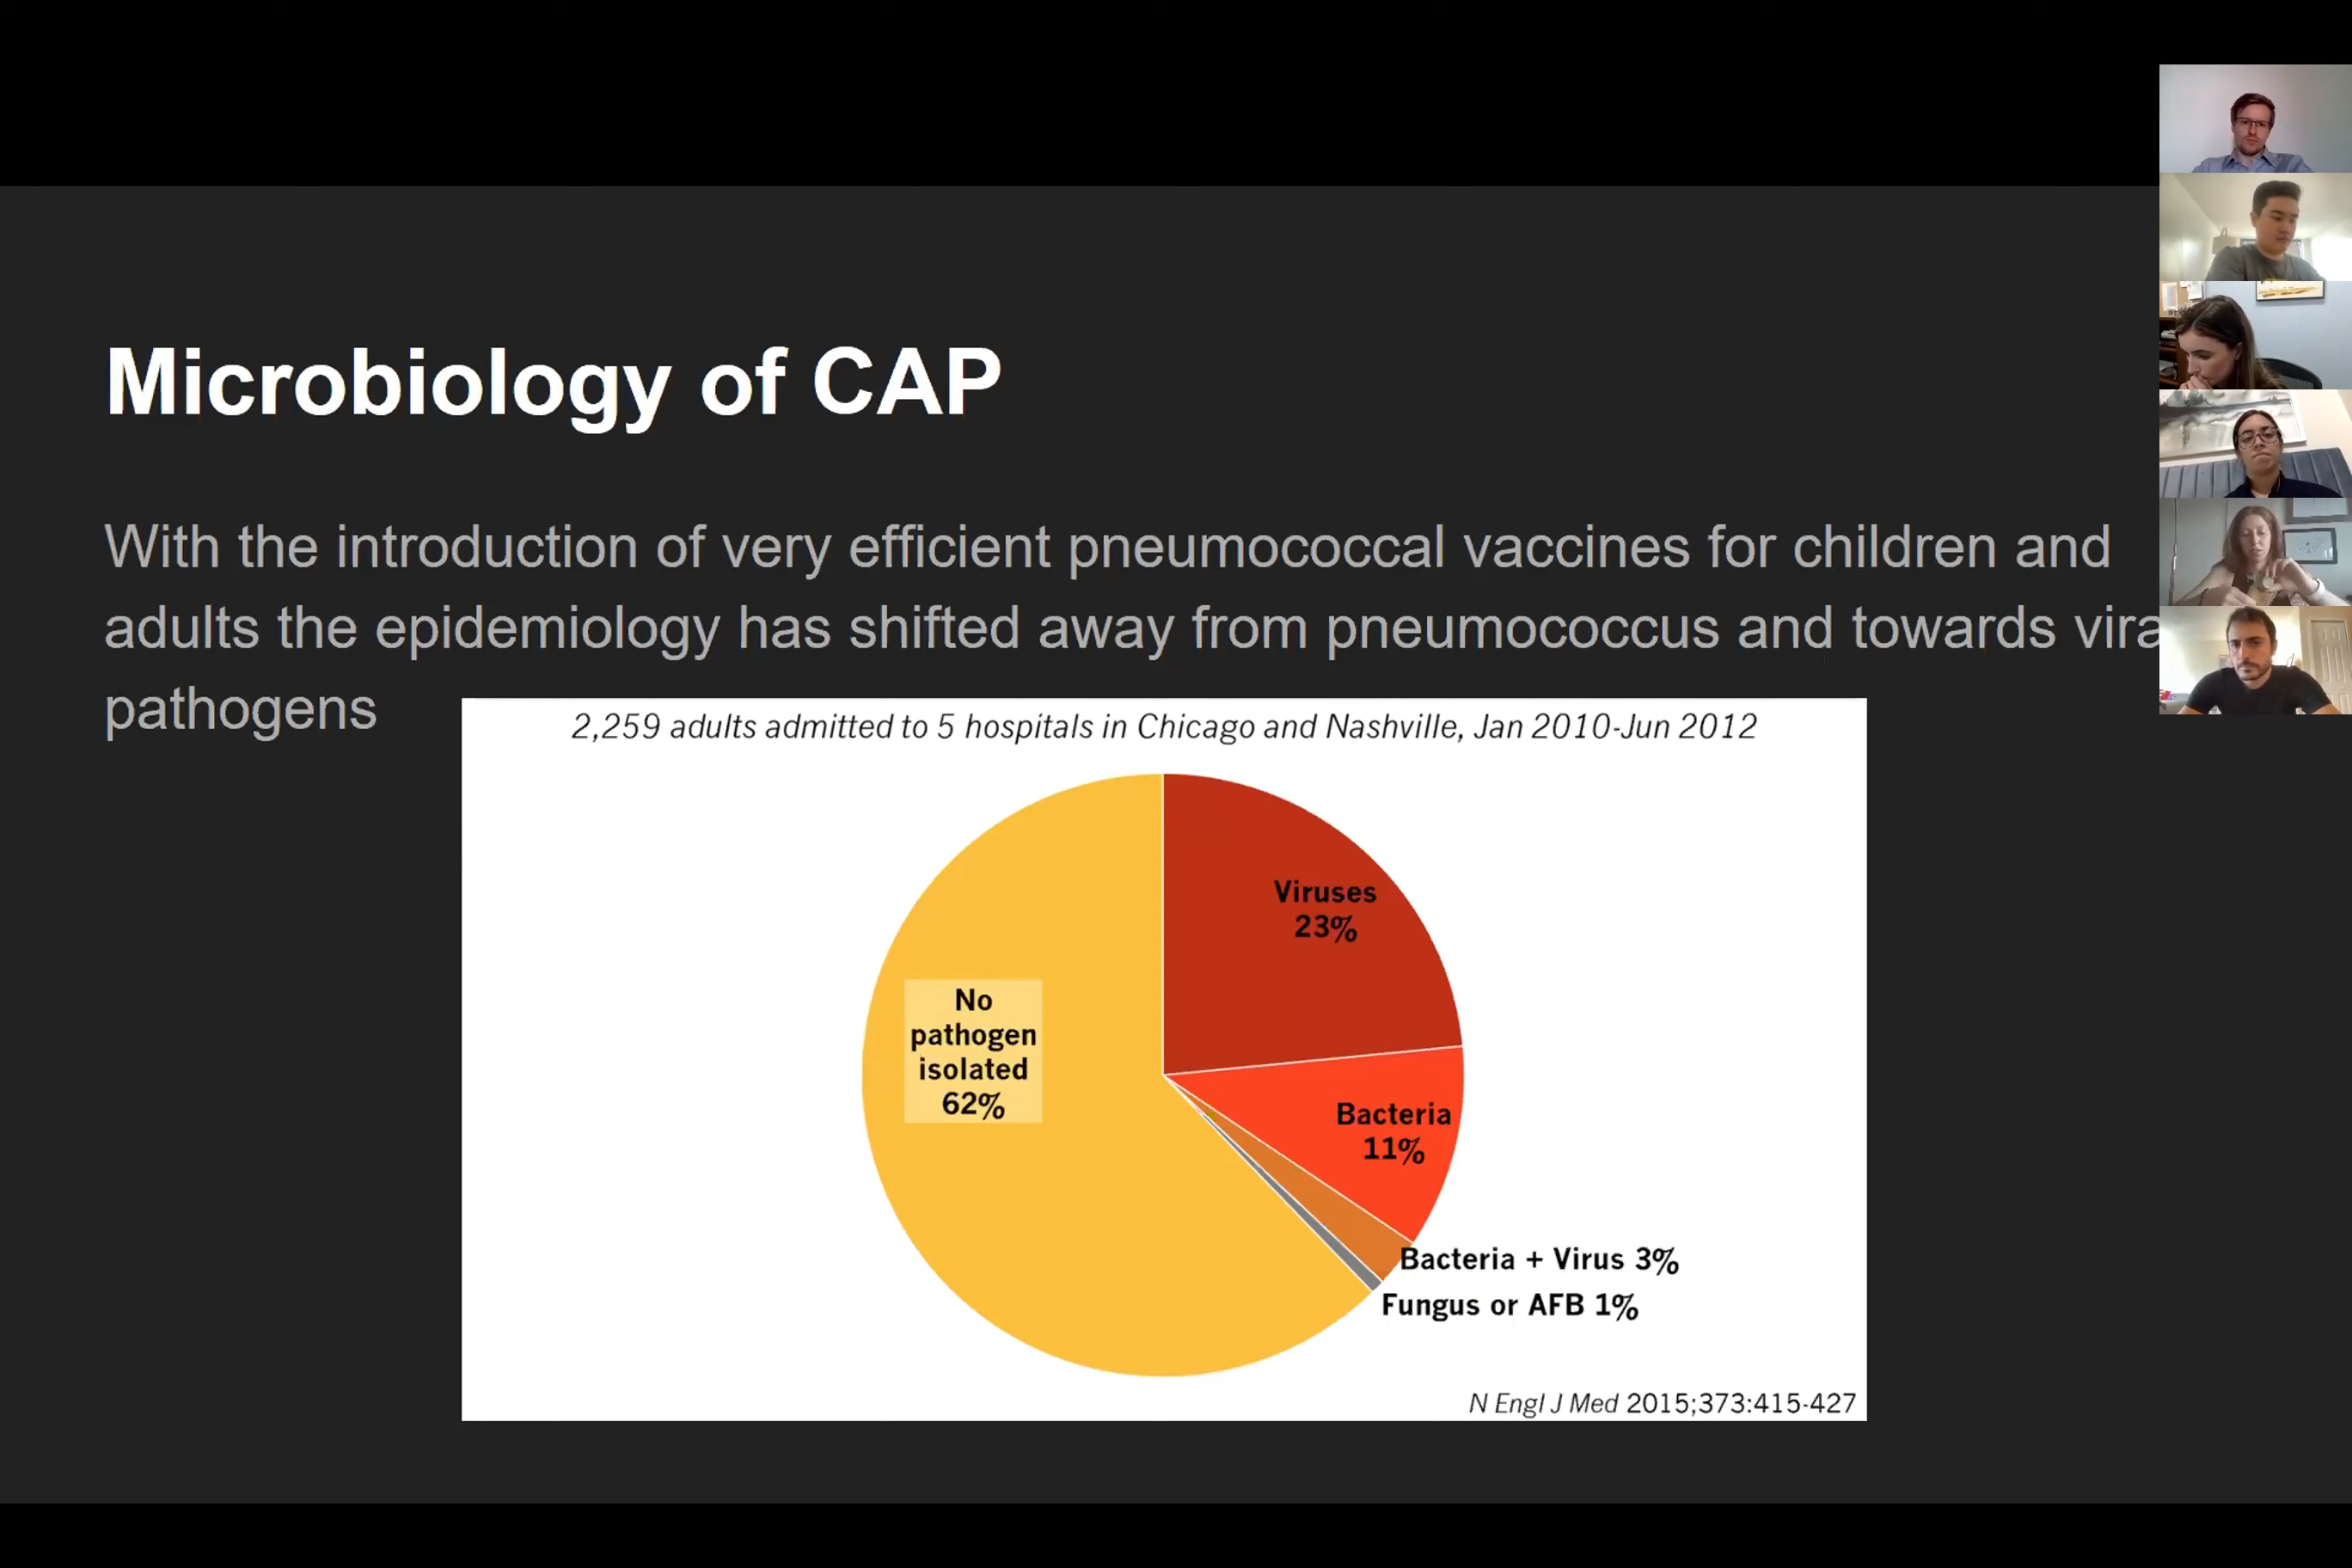 Microbiology of CAP
With the introduction of very efficient pneumococcal vaccines for children and
adults the epidemiology has shifted away from pneumococcus and towards vira
pathogens
2,259 adults admitted to 5 hospitals in Chicago and Nashville, Jan 2010-Jun 2012
Viruses
23%
No
pathogen
isolated
62%
Bacteria
11%
Bacteria + Virus 3%
Fungus or AFB 1%
N Engl J Med 2015;373:415-427